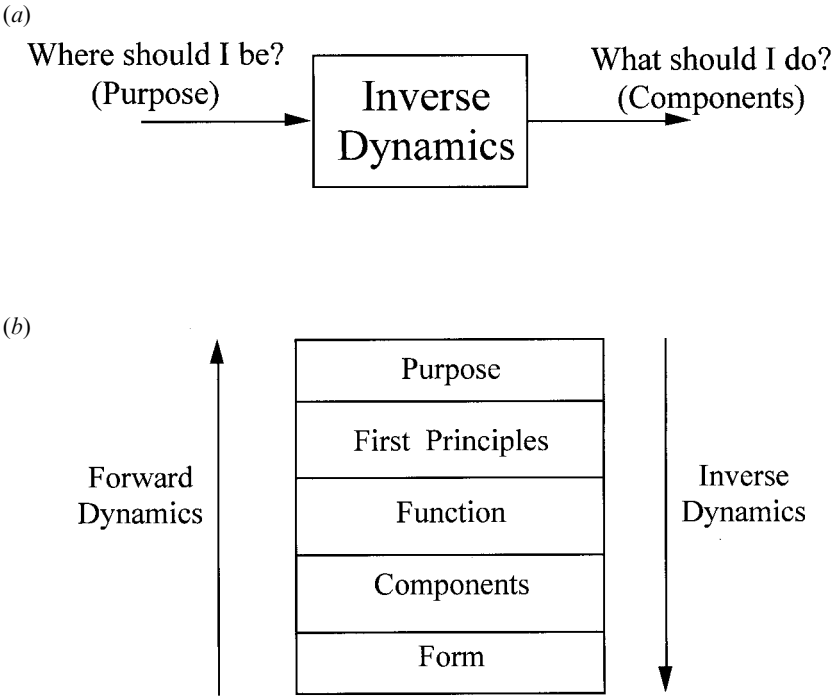 (a)
Where should I be?
(Purpose)
Inverse
Dynamics
What should I do?
(Components)
(b)
Forward
Dynamics
Purpose
First Principles
Function
Components
Form
Inverse
Dynamics